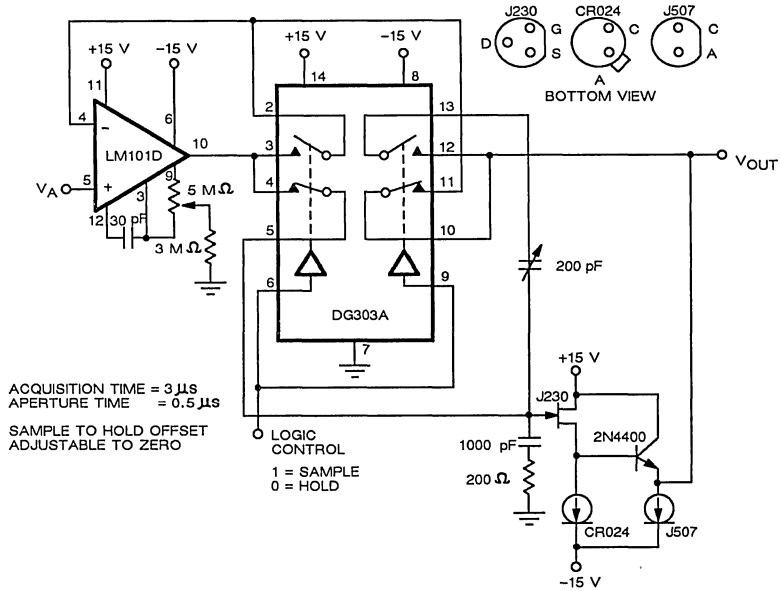 J230
CR024
J507
D
G
S
C
A
C
A
BOTTOM VIEW
+15 V
-15 V
+15 V
-15 V
11
6
14
8
4
-
LM101D
10
V_A
5
+
3
9
12
30 pF
5 MΩ
3 MΩ
2
3
4
5
6
13
12
11
10
9
DG303A
7
V_OUT
200 pF
ACQUISITION TIME = 3 μs
APERTURE TIME = 0.5 μs
SAMPLE TO HOLD OFFSET
ADJUSTABLE TO ZERO
LOGIC
CONTROL
1 = SAMPLE
0 = HOLD
+15 V
J230
2N4400
1000 pF
200 Ω
CR024
J507
-15 V